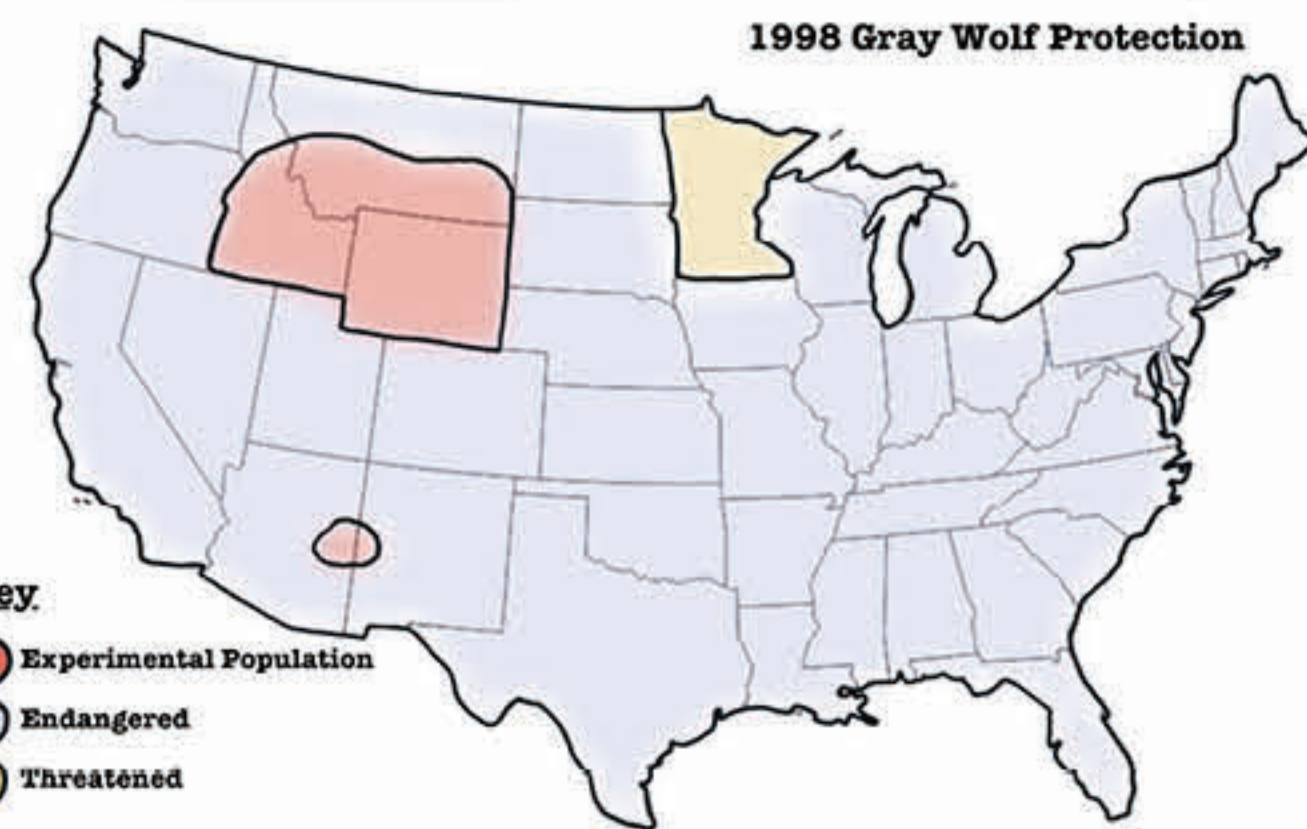 1998 Gray Wolf Protection
ey
Experimental Population
Endangered
Threatened